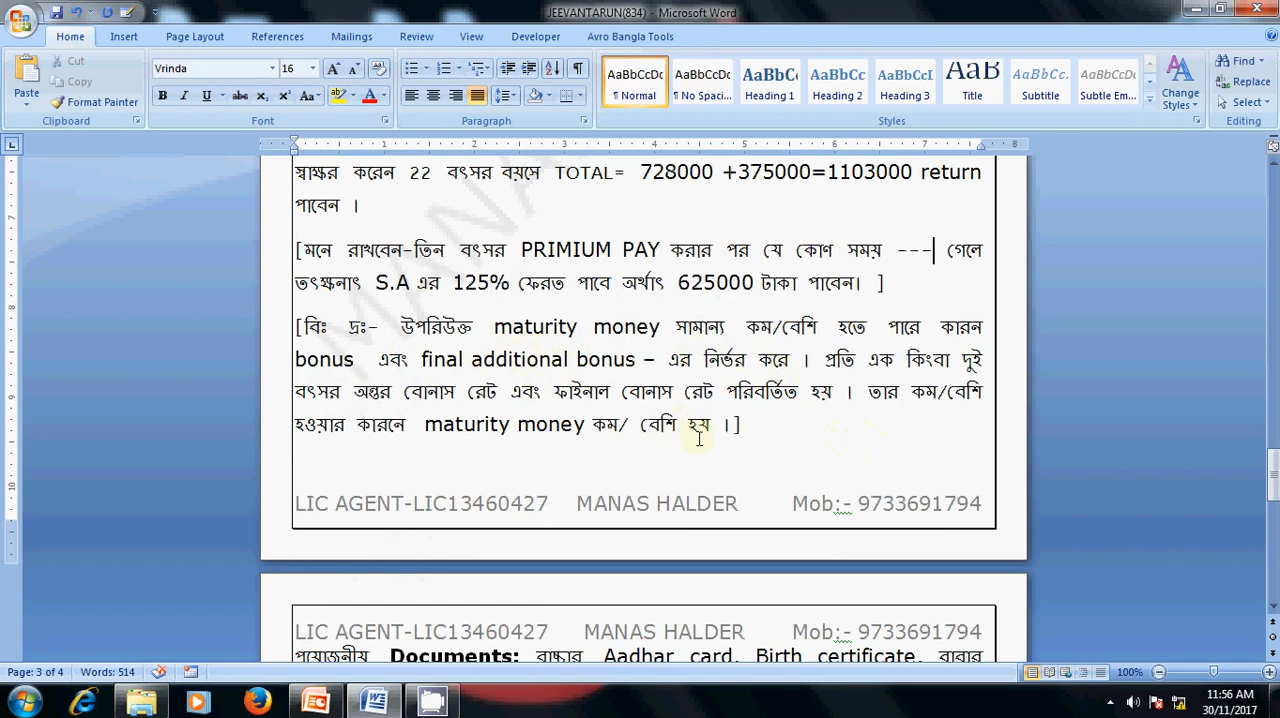 JEEVANTARUN(834) - Microsoft Word
Home Insert Page Layout References Mailings Review View Developer Avro Bangla Tools
Paste Cut Copy Format Painter
Clipboard
Vrinda 16
Font
Paragraph
AaBbCcDc AaBbCcDc AaBbC AaBbCc AaBbCcI AaB AaBbCcI AaBbCcDc
¶ Normal ¶ No Spaci... Heading 1 Heading 2 Heading 3 Title Subtitle Subtle Em...
Change Styles
Styles
Find Replace Select
Editing
স্বাক্ষর করেন 22 বৎসর বয়সে TOTAL= 728000 +375000=1103000 return
পাবেন ।
[মনে রাখবেন-তিন বৎসর PRIMIUM PAY করার পর যে কোণ সময় --- গেলে
তৎক্ষনাৎ S.A এর 125% ফেরত পাবে অর্থাৎ 625000 টাকা পাবেন। ]
[বিঃ দ্রঃ- উপরিউক্ত maturity money সামান্য কম/বেশি হতে পারে কারন
bonus এবং final additional bonus – এর নির্ভর করে । প্রতি এক কিংবা দুই
বৎসর অন্তর বোনাস রেট এবং ফাইনাল বোনাস রেট পরিবর্তিত হয় । তার কম/বেশি
হওয়ার কারনে maturity money কম/ বেশি হয় ।]
LIC AGENT-LIC13460427 MANAS HALDER Mob:- 9733691794
LIC AGENT-LIC13460427 MANAS HALDER Mob:- 9733691794
প্রয়োজনীয় Documents: বাচ্চার Aadhar card, Birth certificate, বাবার
Page: 3 of 4 Words: 514 100%
11:56 AM
30/11/2017